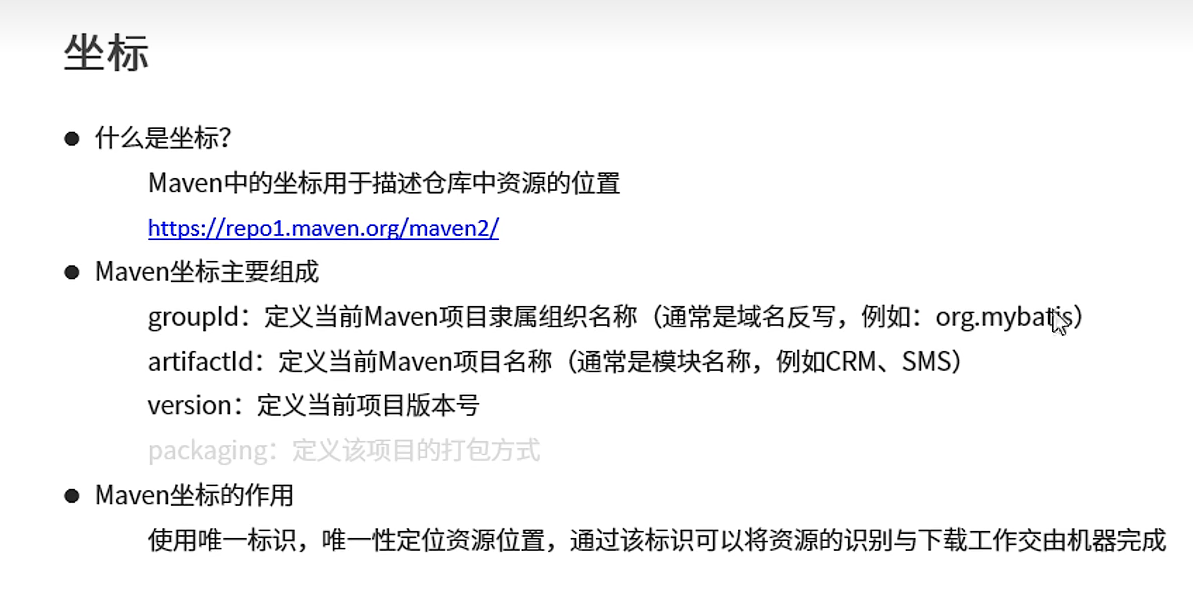 坐标
● 什么是坐标？
Maven中的坐标用于描述仓库中资源的位置
https://repo1.maven.org/maven2/
● Maven坐标主要组成
groupId：定义当前Maven项目隶属组织名称（通常是域名反写，例如：org.mybatis）
artifactId：定义当前Maven项目名称（通常是模块名称，例如CRM、SMS）
version：定义当前项目版本号
packaging：定义该项目的打包方式
● Maven坐标的作用
使用唯一标识，唯一性定位资源位置，通过该标识可以将资源的识别与下载工作交由机器完成